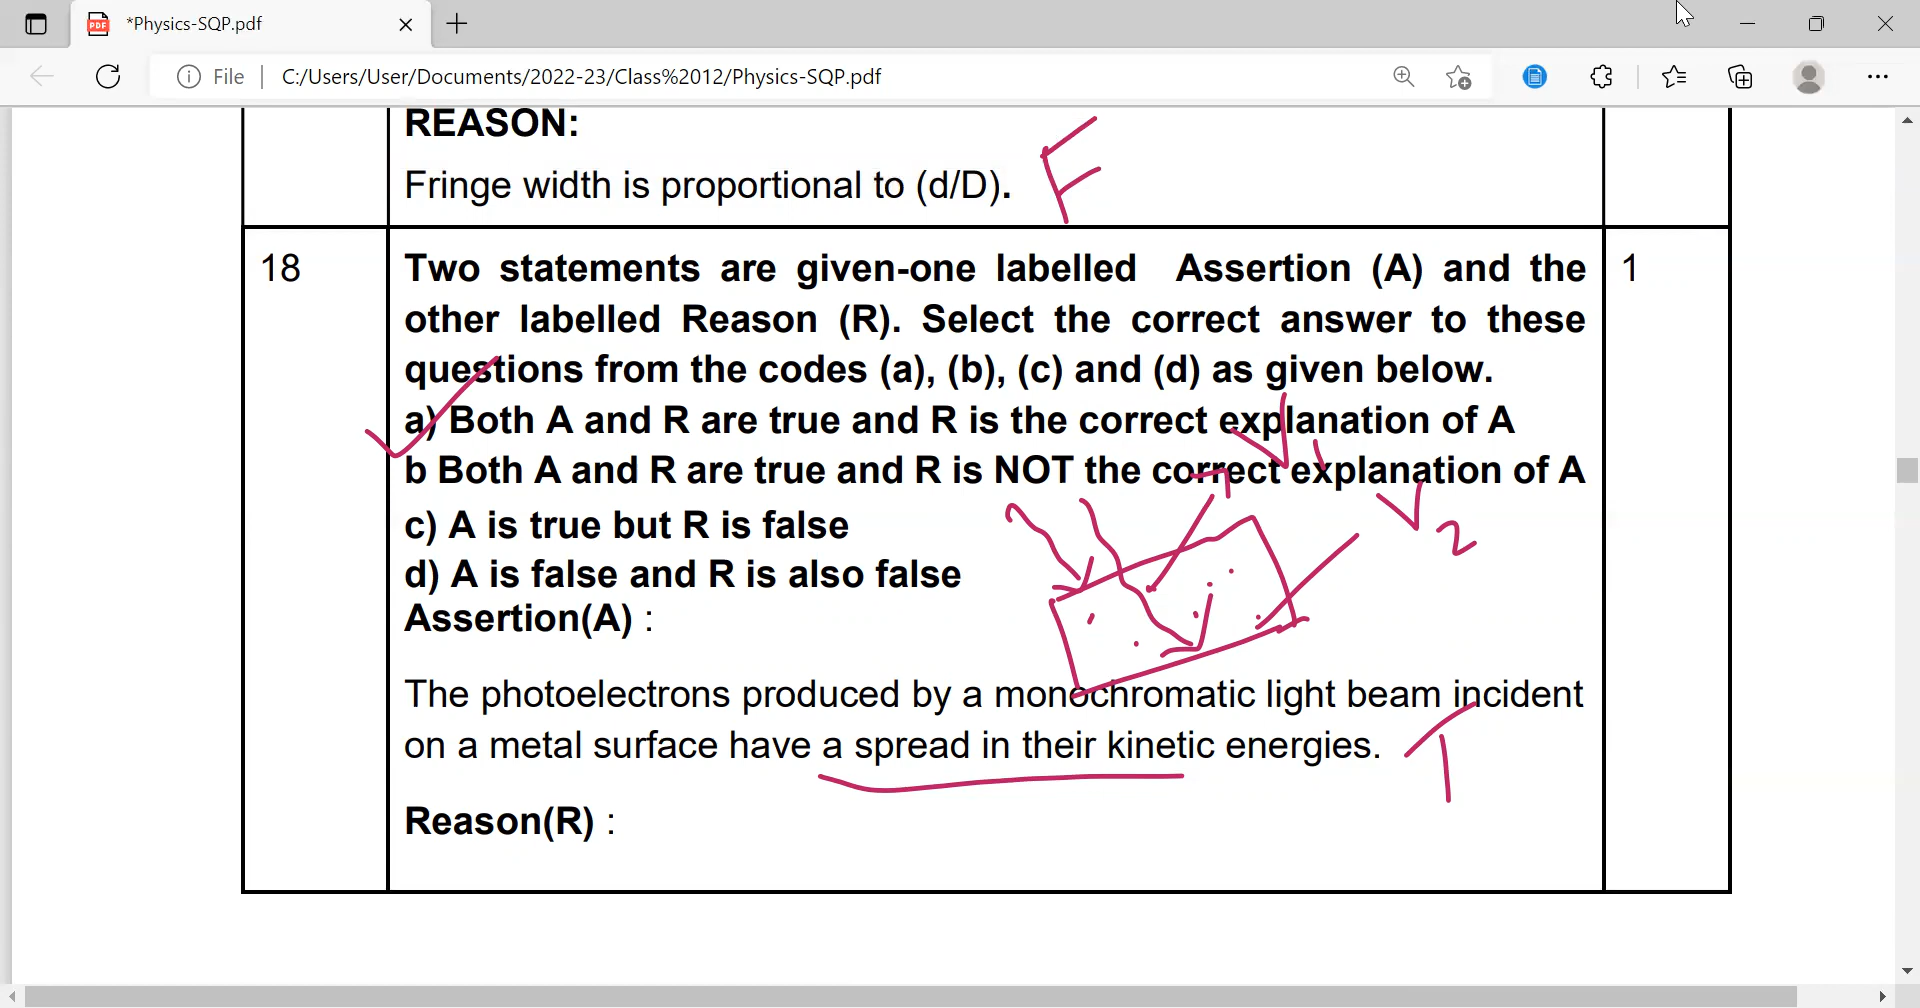 *Physics-SQP.pdf
File
C:/Users/User/Documents/2022-23/Class%2012/Physics-SQP.pdf
REASON:
Fringe width is proportional to (d/D). F
18
Two statements are given-one labelled Assertion (A) and the
1
other labelled Reason (R). Select the correct answer to these
questions from the codes (a), (b), (c) and (d) as given below.
a) Both A and R are true and R is the correct explanation of A
b Both A and R are true and R is NOT the correct explanation of A
V1
c) A is true but R is false
V2
d) A is false and R is also false
Assertion(A) :
The photoelectrons produced by a monochromatic light beam incident
on a metal surface have a spread in their kinetic energies. T
Reason(R) :